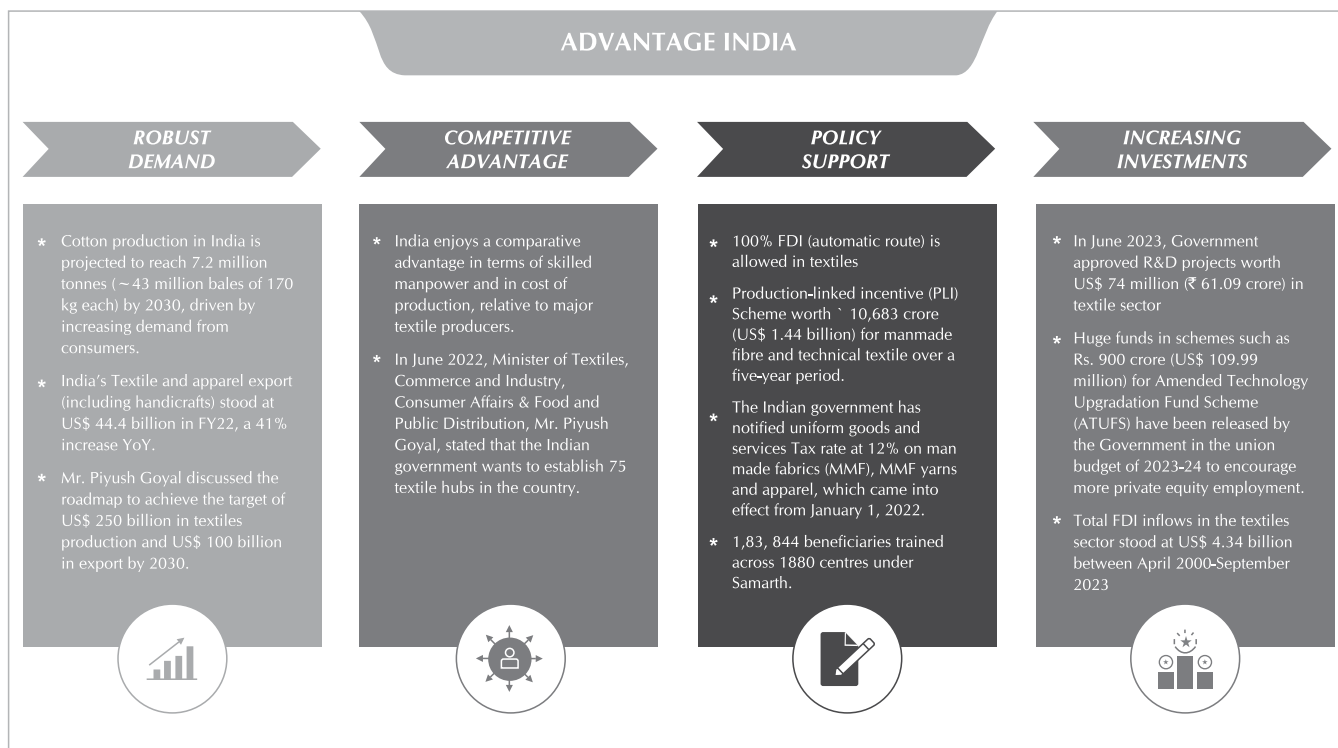 ADVANTAGE INDIA
ROBUST
DEMAND
* Cotton production in India is
projected to reach 7.2 million
tonnes (~43 million bales of 170
kg each) by 2030, driven by
increasing demand from
consumers.
* India's Textile and apparel export
(including handicrafts) stood at
US$ 44.4 billion in FY22, a 41%
increase YoY.
* Mr. Piyush Goyal discussed the
roadmap to achieve the target of
US$ 250 billion in textiles
production and US$ 100 billion
in export by 2030.
COMPETITIVE
ADVANTAGE
* India enjoys a comparative
advantage in terms of skilled
manpower and in cost of
production, relative to major
textile producers.
* In June 2022, Minister of Textiles,
Commerce and Industry,
Consumer Affairs & Food and
Public Distribution, Mr. Piyush
Goyal, stated that the Indian
government wants to establish 75
textile hubs in the country.
POLICY
SUPPORT
* 100% FDI (automatic route) is
allowed in textiles
* Production-linked incentive (PLI)
Scheme worth ` 10,683 crore
(US$ 1.44 billion) for manmade
fibre and technical textile over a
five-year period.
* The Indian government has
notified uniform goods and
services Tax rate at 12% on man
made fabrics (MMF), MMF yarns
and apparel, which came into
effect from January 1, 2022.
* 1,83, 844 beneficiaries trained
across 1880 centres under
Samarth.
INCREASING
INVESTMENTS
* In June 2023, Government
approved R&D projects worth
US$ 74 million (₹ 61.09 crore) in
textile sector
* Huge funds in schemes such as
Rs. 900 crore (US$ 109.99
million) for Amended Technology
Upgradation Fund Scheme
(ATUFS) have been released by
the Government in the union
budget of 2023-24 to encourage
more private equity employment.
* Total FDI inflows in the textiles
sector stood at US$ 4.34 billion
between April 2000-September
2023